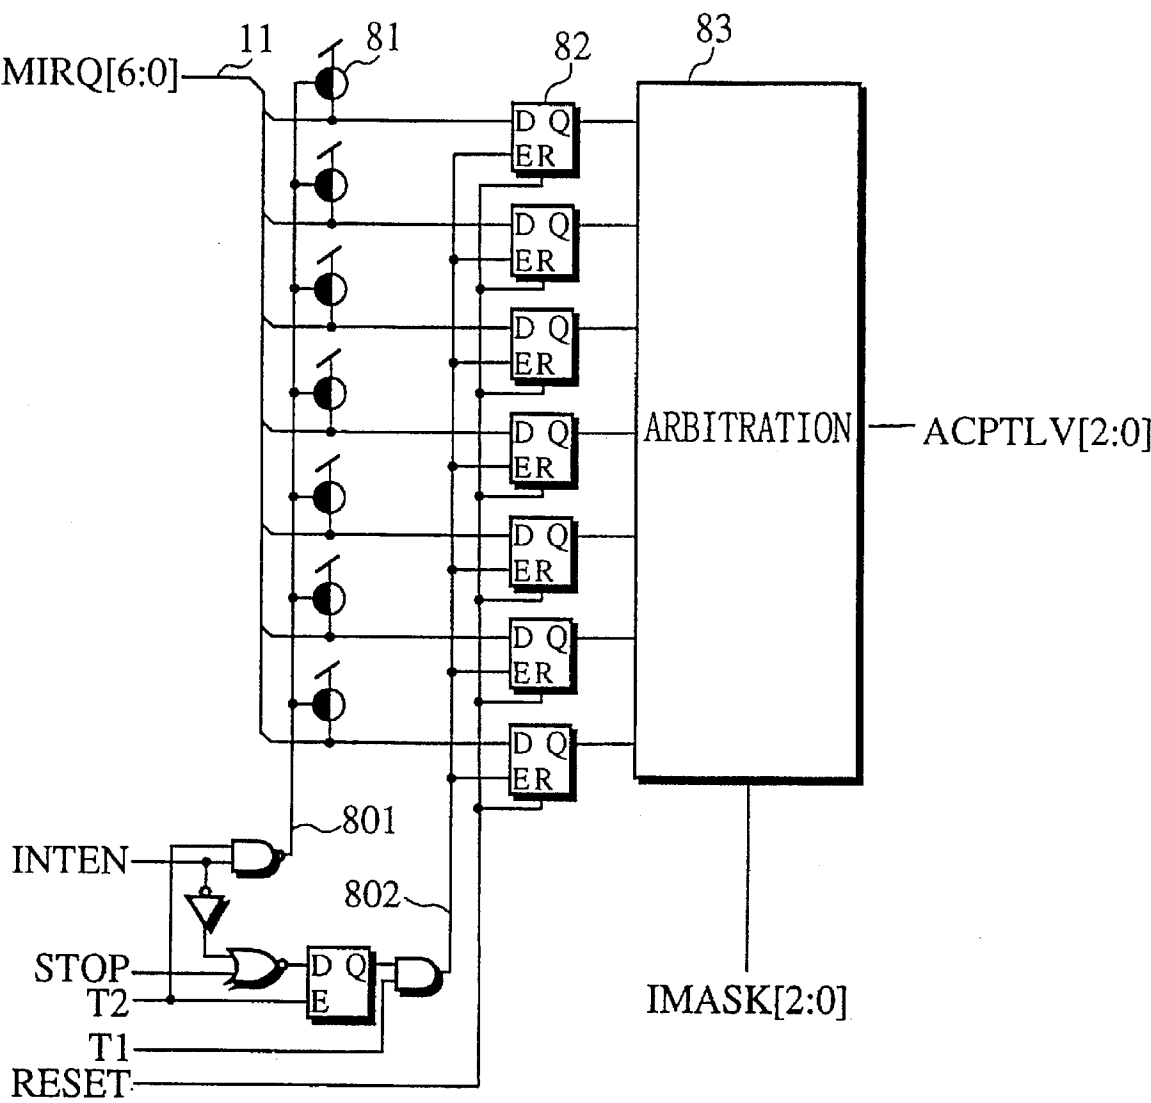 11
81
82
83
MIRQ[6:0]
D Q
ER
D Q
ER
D Q
ER
D Q
ER
D Q
ER
D Q
ER
D Q
ER
ARBITRATION
ACPTLV[2:0]
801
INTEN
802
STOP
D Q
E
T2
IMASK[2:0]
T1
RESET